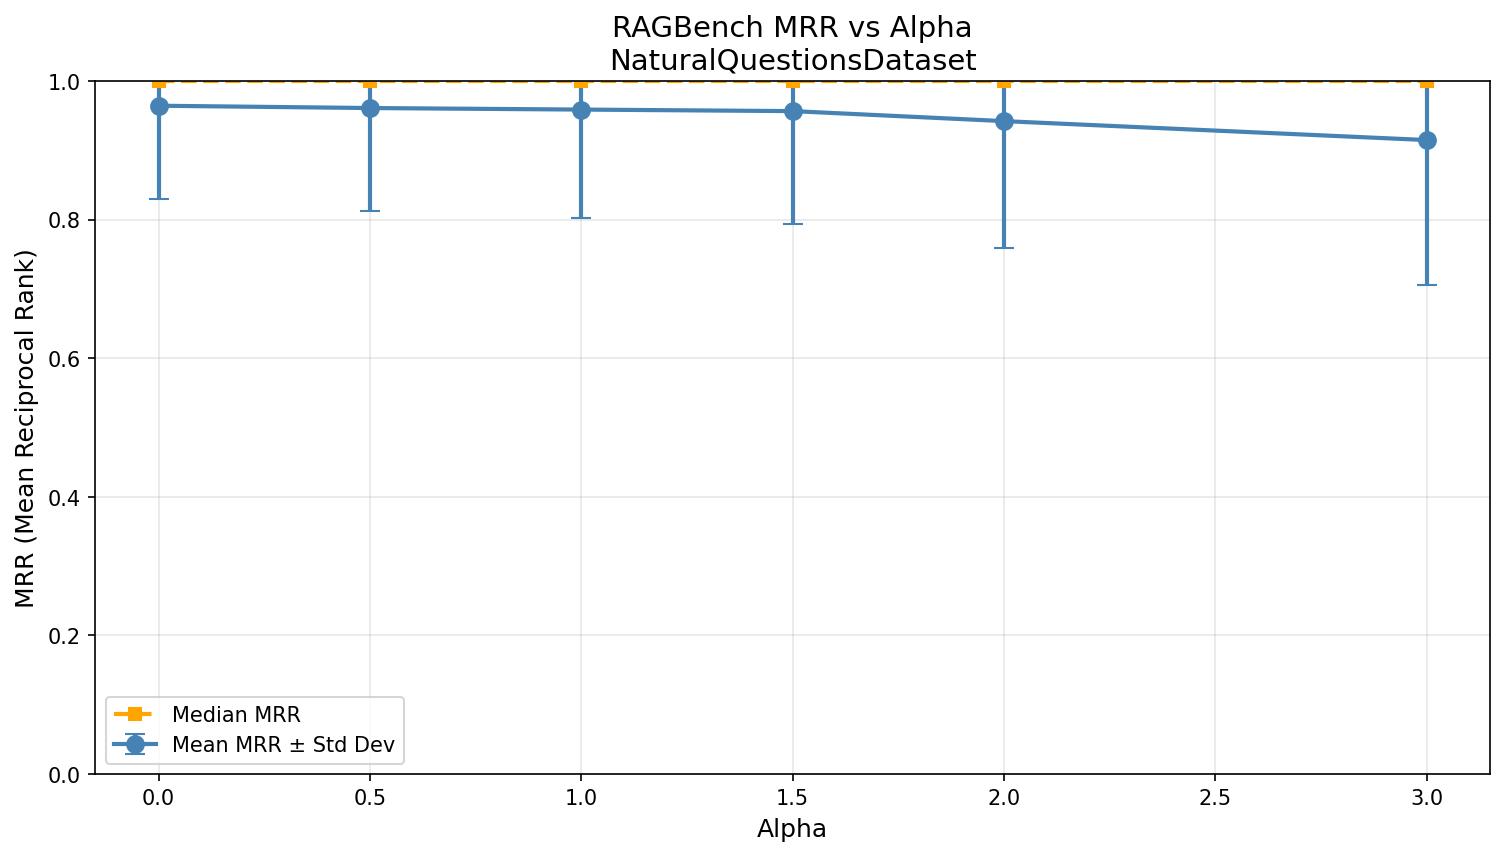 RAGBench MRR vs Alpha
NaturalQuestionsDataset
MRR (Mean Reciprocal Rank)
1.0
0.8
0.6
0.4
0.2
0.0
Median MRR
Mean MRR ± Std Dev
0.0 0.5 1.0 1.5 2.0 2.5 3.0
Alpha